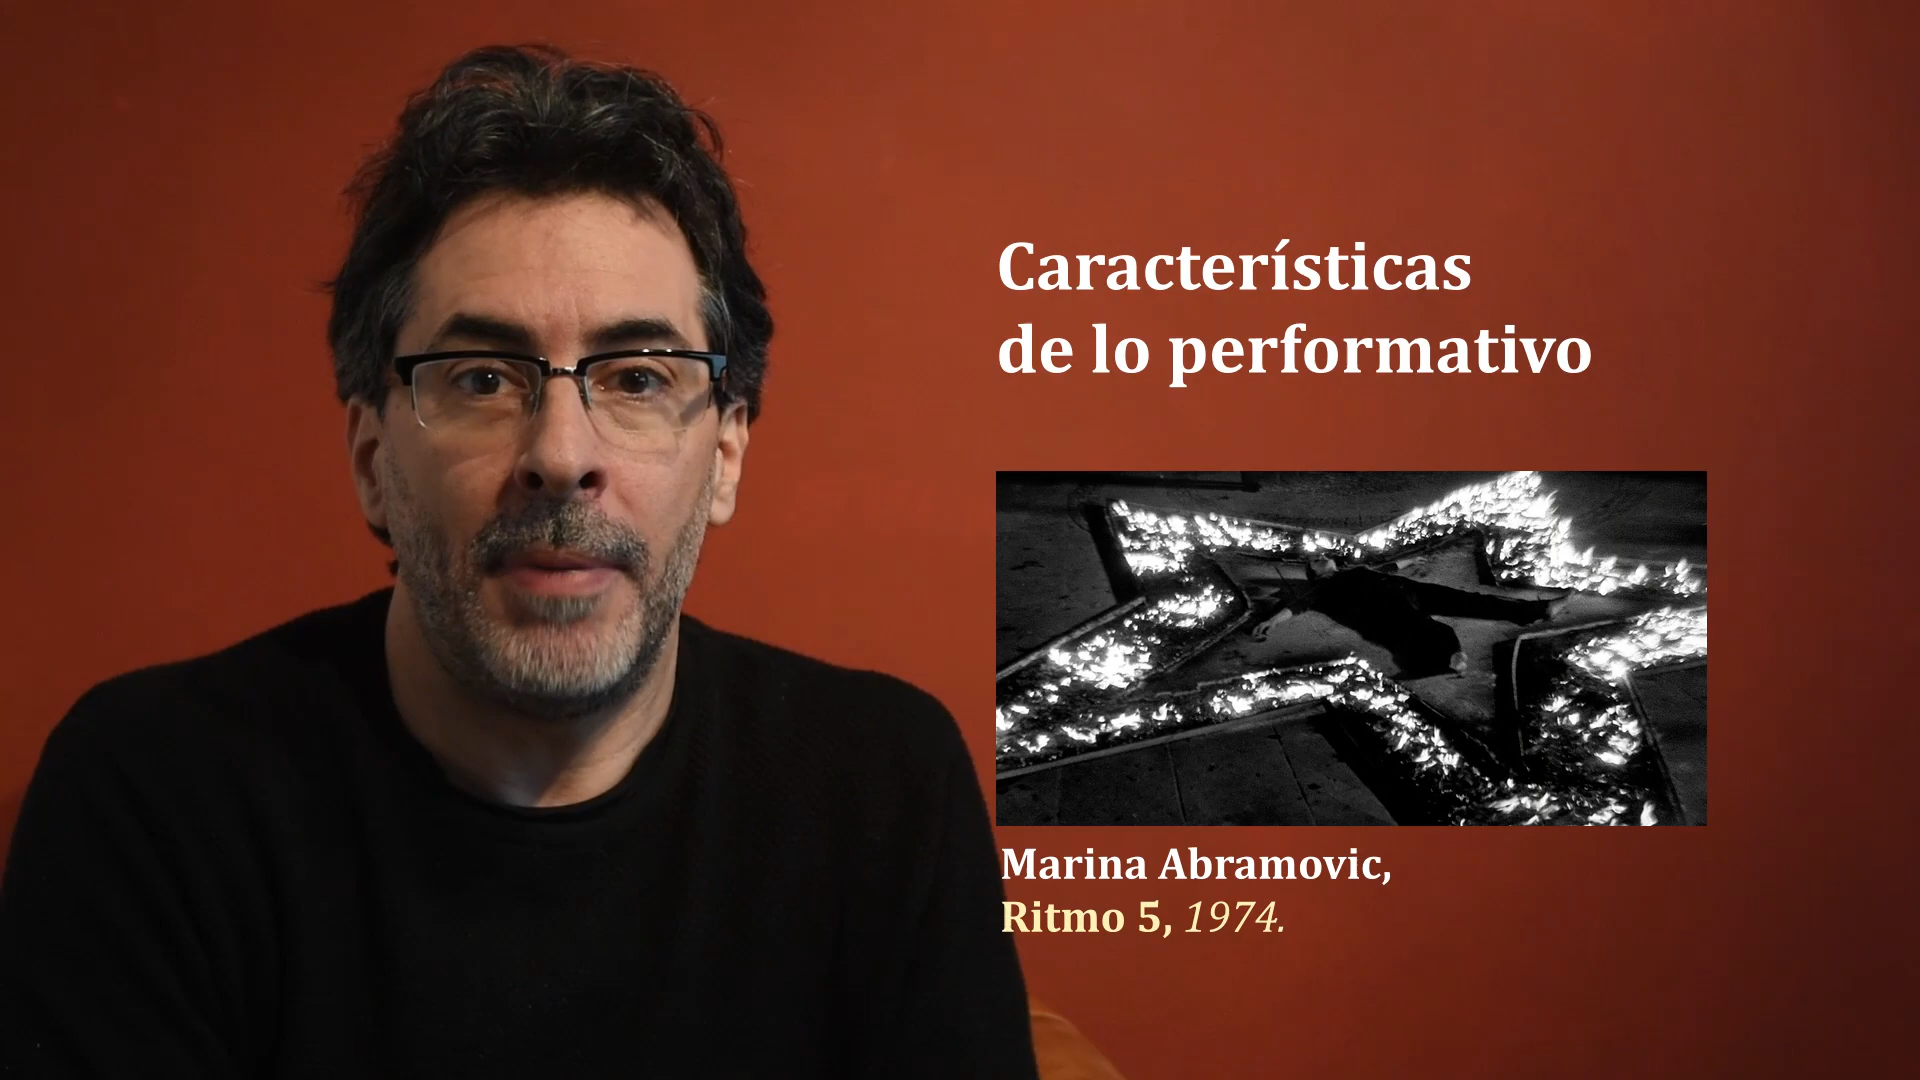 Características
de lo performativo
Marina Abramovic,
Ritmo 5, 1974.